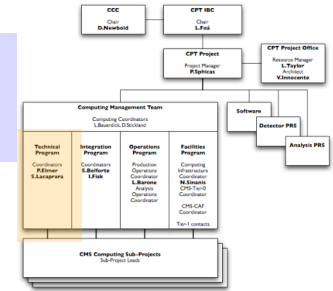 CCC
Chair
D.Newbold
CPT IBC
Chair
L.Foà
CPT Project
Project Manager
P.Sphicas
CPT Project Office
Resource Manager
L.Taylor
Architect
V.Innocente
Computing Management Team
Computing Coordinators
L.Bauerdick, D.Stickland
Software
Detector PRS
Analysis PRS
Technical
Program
Coordinators
P.Elmer
S.Lacaprara
Integration
Program
Coordinators
S.Belforte
I.Fisk
Operations
Program
Production
Operations
Coordinator
L.Barone
Analysis
Operations
Coordinator
Facilities
Program
Computing
Infrastructure
Coordinator
N.Sinanis
CMS-Tier-0
Coordinator
CMS-CAF
Coordinator
Tier-1 contacts
CMS Computing Sub-Projects
Sub-Project Leads